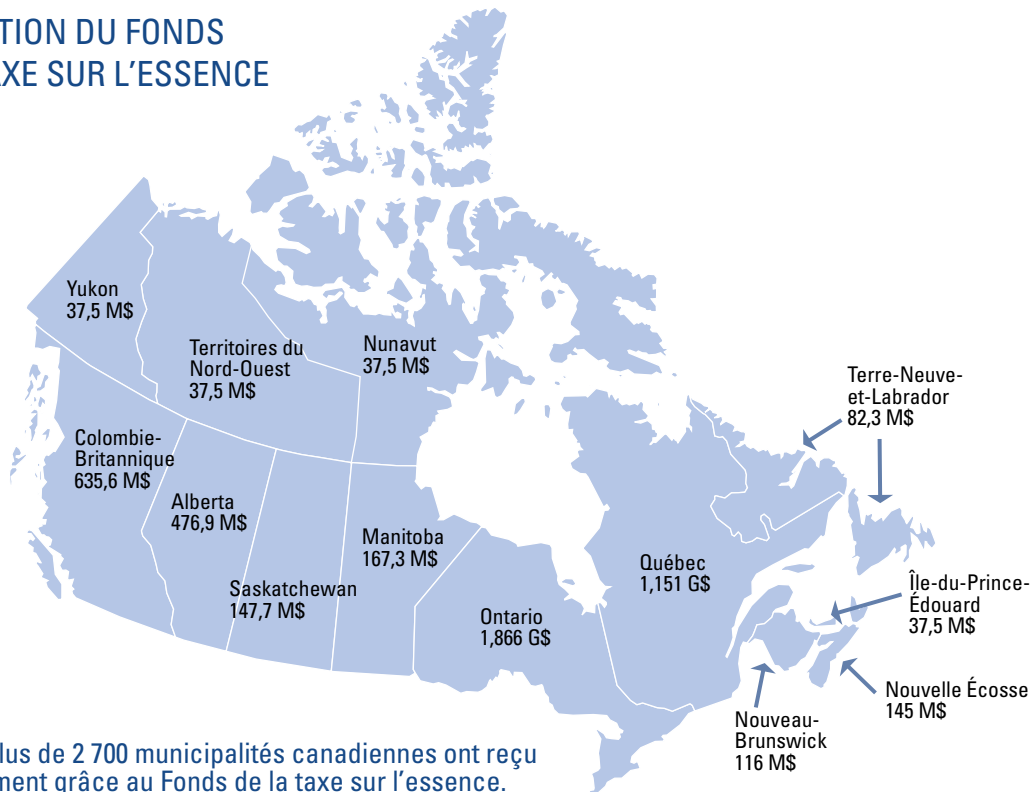 TION DU FONDS
AXE SUR L'ESSENCE
Yukon
37,5 M$
Territoires du
Nord-Ouest
37,5 M$
Nunavut
37,5 M$
Terre-Neuve-
et-Labrador
82,3 M$
Colombie-
Britannique
635,6 M$
Alberta
476,9 M$
Manitoba
167,3 M$
Saskatchewan
147,7 M$
Ontario
1,866 G$
Québec
1,151 G$
Île-du-Prince-
Édouard
37,5 M$
Nouvelle Écosse
145 M$
Nouveau-
Brunswick
116 M$
lus de 2 700 municipalités canadiennes ont reçu
ment grâce au Fonds de la taxe sur l'essence.